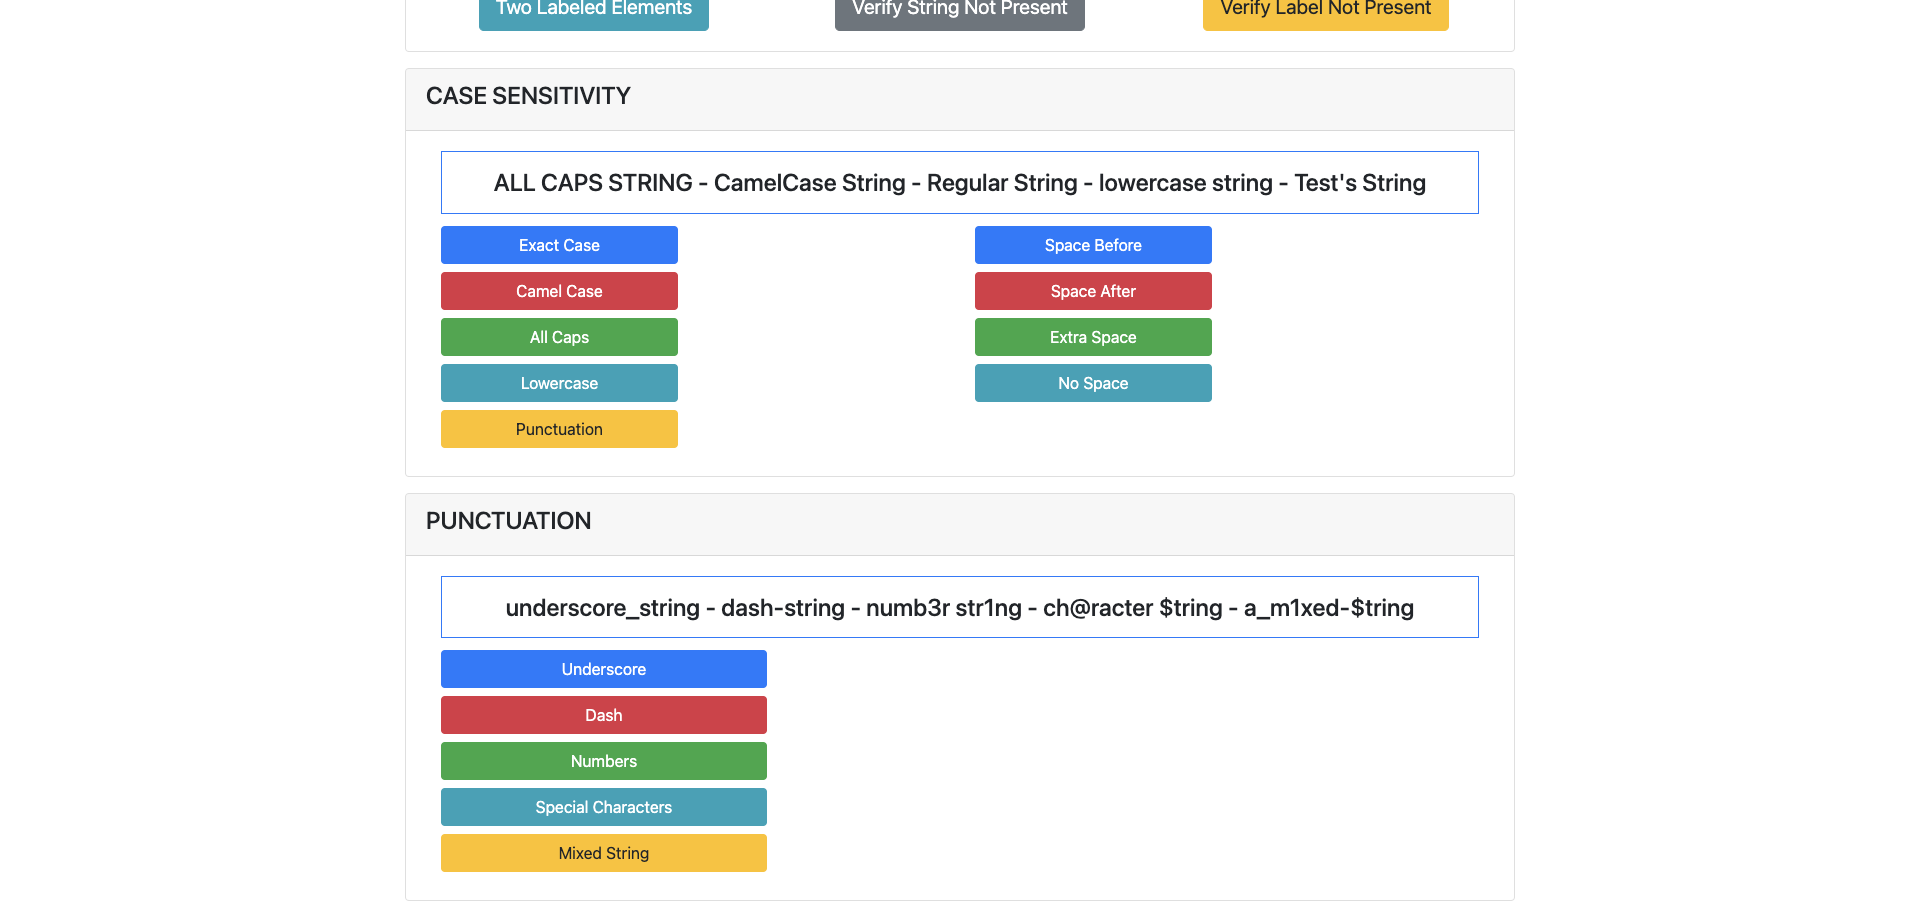 Two Labeled Elements Verify String Not Present Verify Label Not Present
CASE SENSITIVITY
ALL CAPS STRING - CamelCase String - Regular String - lowercase string - Test's String
Exact Case
Camel Case
All Caps
Lowercase
Punctuation
Space Before
Space After
Extra Space
No Space
PUNCTUATION
underscore_string - dash-string - numb3r str1ng - ch@racter $tring - a_m1xed-$tring
Underscore
Dash
Numbers
Special Characters
Mixed String